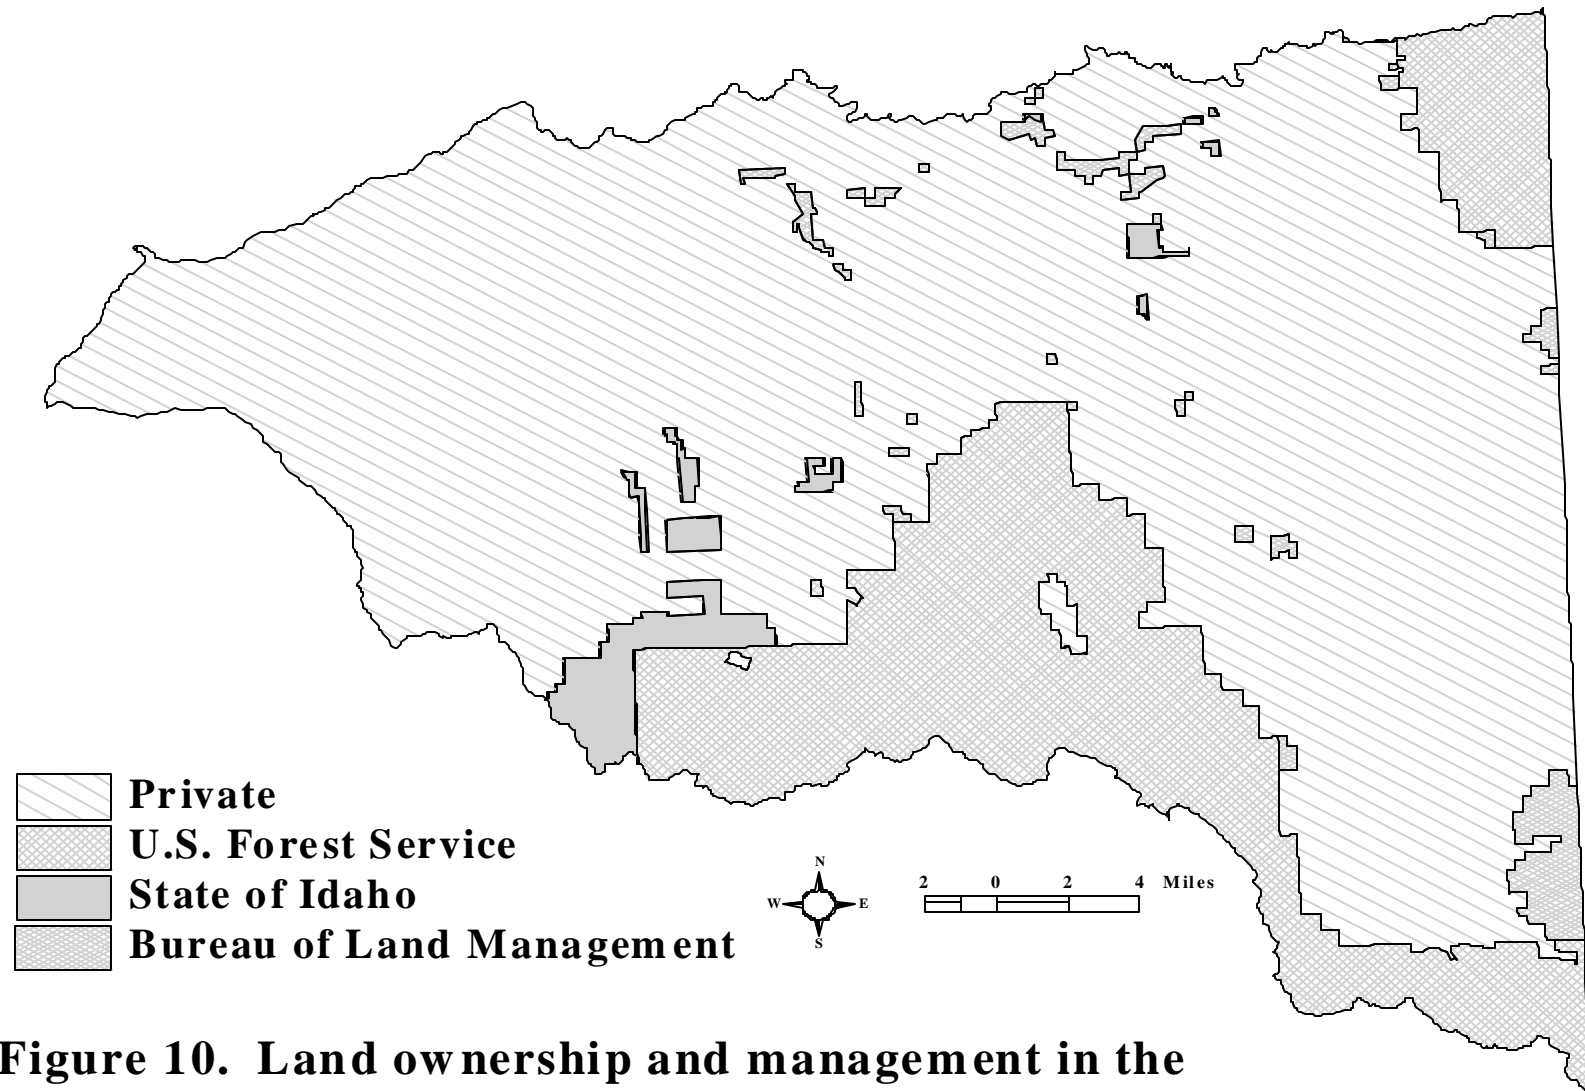 Private
U.S. Forest Service
State of Idaho
Bureau of Land Management
N
W E
S
2 0 2 4 Miles
Figure 10. Land ownership and management in the